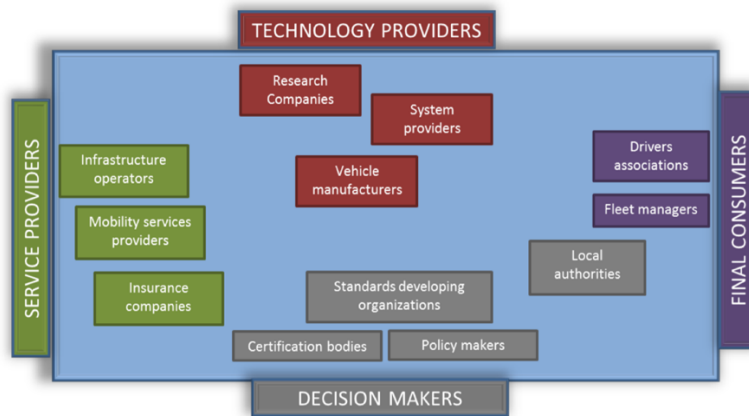 TECHNOLOGY PROVIDERS
Research
Companies
System
providers
Vehicle
manufacturers
SERVICE PROVIDERS
Infrastructure
operators
Mobility services
providers
Insurance
companies
Drivers
associations
Fleet managers
FINAL CONSUMERS
Local
authorities
Standards developing
organizations
Certification bodies
Policy makers
DECISION MAKERS